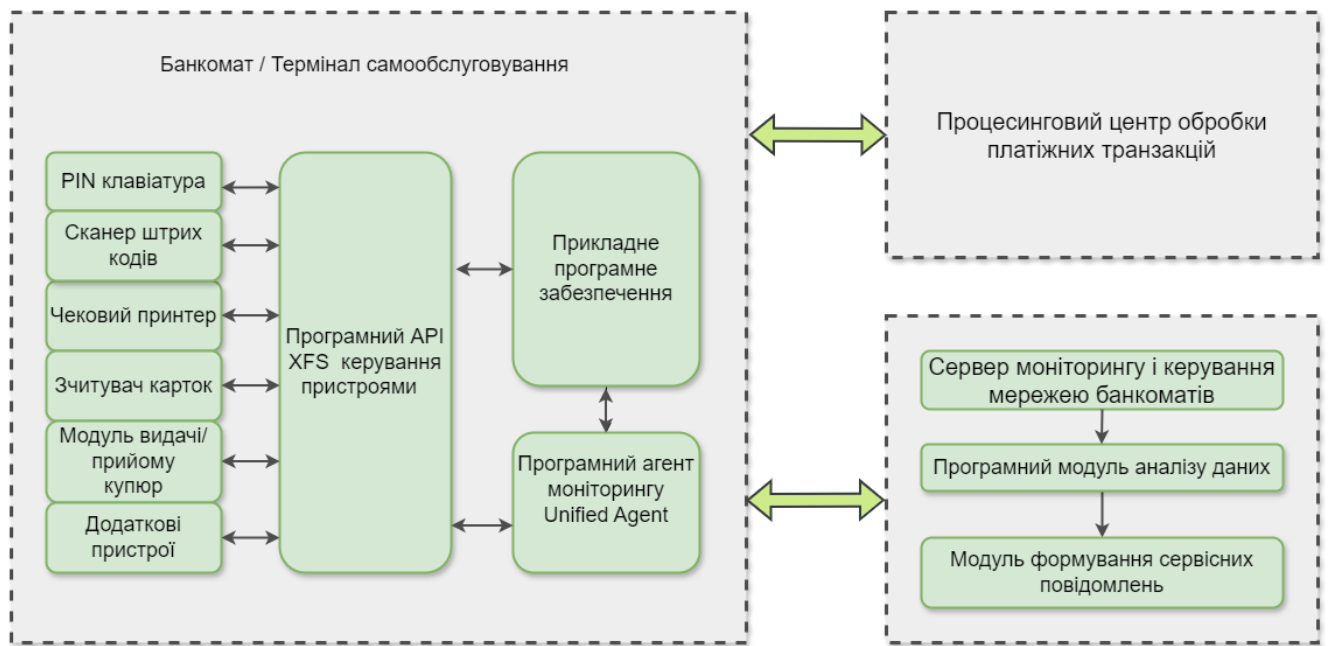 Банкомат / Термінал самообслуговування
PIN клавіатура
Сканер штрих
кодів
Чековий принтер
Зчитувач карток
Модуль видачі/
прийому
купюр
Додаткові
пристрої
Програмний API
XFS керування
пристроями
Прикладне
програмне
забезпечення
Програмний агент
моніторингу
Unified Agent
Процесинговий центр обробки
платіжних транзакцій
Сервер моніторингу і керування
мережею банкоматів
Програмний модуль аналізу даних
Модуль формування сервісних
повідомлень